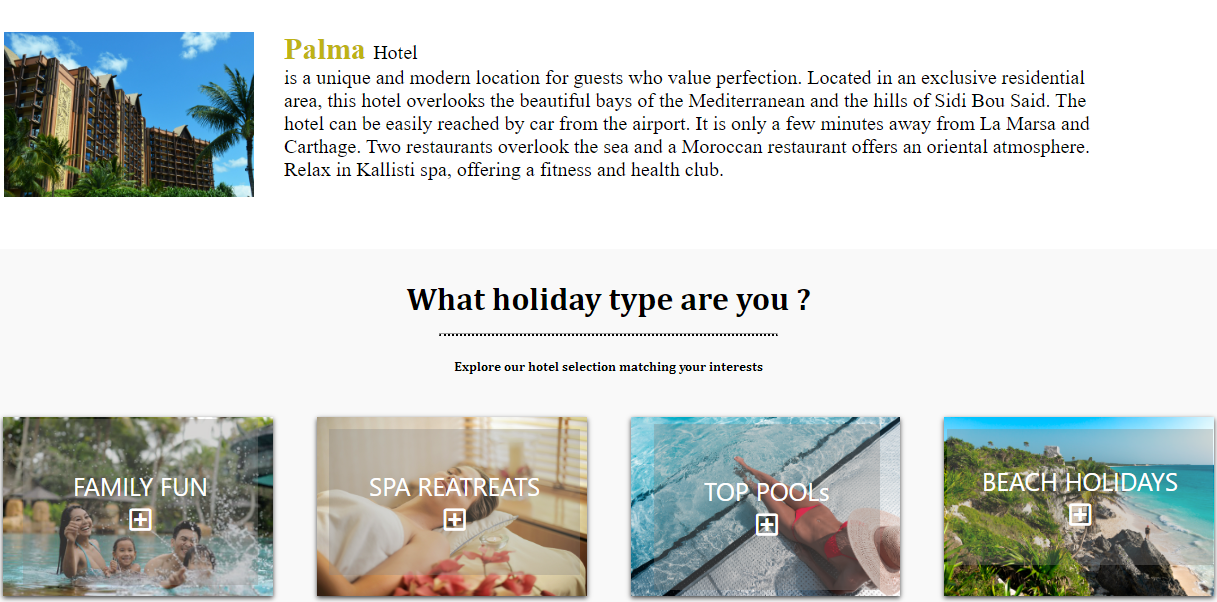 Palma Hotel
is a unique and modern location for guests who value perfection. Located in an exclusive residential
area, this hotel overlooks the beautiful bays of the Mediterranean and the hills of Sidi Bou Said. The
hotel can be easily reached by car from the airport. It is only a few minutes away from La Marsa and
Carthage. Two restaurants overlook the sea and a Moroccan restaurant offers an oriental atmosphere.
Relax in Kallisti spa, offering a fitness and health club.
What holiday type are you ?
Explore our hotel selection matching your interests
FAMILY FUN
SPA REATREATS
TOP POOLs
BEACH HOLIDAYS